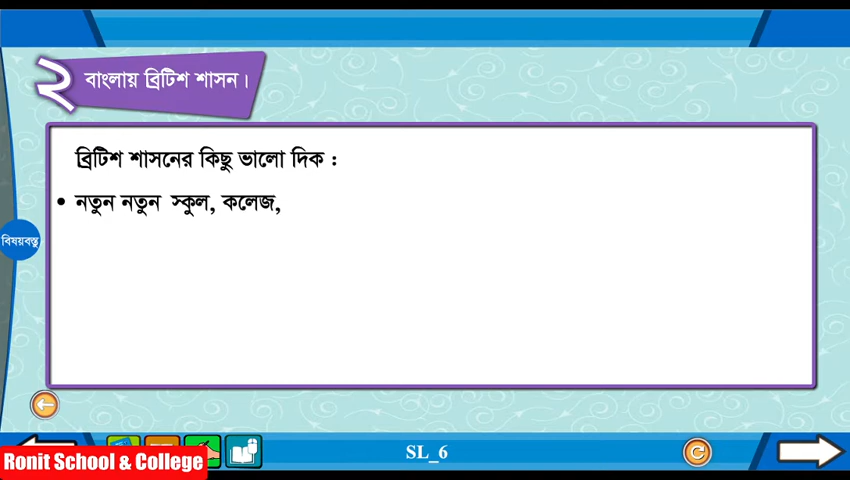 ২ বাংলায় ব্রিটিশ শাসন।
ব্রিটিশ শাসনের কিছু ভালো দিক :
• নতুন নতুন স্কুল, কলেজ,
বিষয়বস্তু
SL_6
Ronit School & College